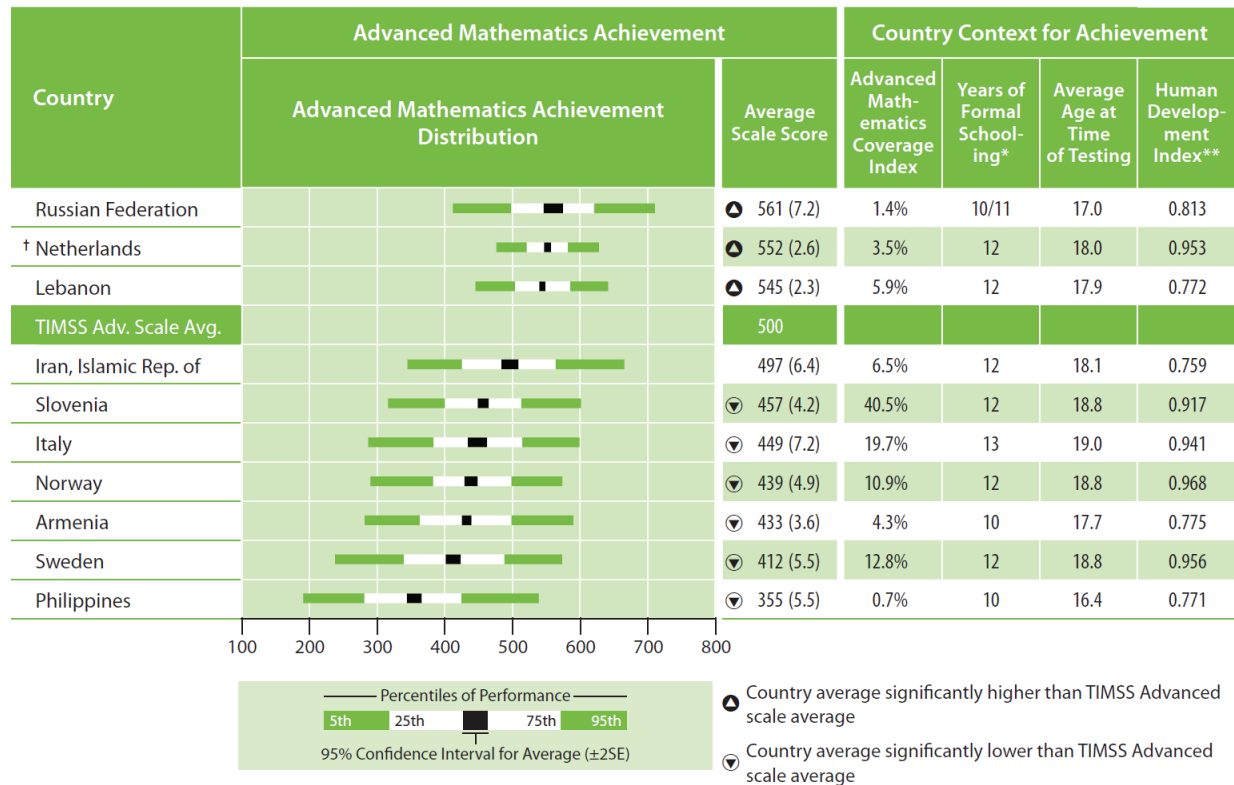 Country
Advanced Mathematics Achievement
Country Context for Achievement
Advanced Mathematics Achievement
Distribution
Average
Scale Score
Advanced
Math-
ematics
Coverage
Index
Years of
Formal
School-
ing*
Average
Age at
Time
of Testing
Human
Develop-
ment
Index**
Russian Federation 561 (7.2) 1.4% 10/11 17.0 0.813
† Netherlands 552 (2.6) 3.5% 12 18.0 0.953
Lebanon 545 (2.3) 5.9% 12 17.9 0.772
TIMSS Adv. Scale Avg. 500
Iran, Islamic Rep. of 497 (6.4) 6.5% 12 18.1 0.759
Slovenia 457 (4.2) 40.5% 12 18.8 0.917
Italy 449 (7.2) 19.7% 13 19.0 0.941
Norway 439 (4.9) 10.9% 12 18.8 0.968
Armenia 433 (3.6) 4.3% 10 17.7 0.775
Sweden 412 (5.5) 12.8% 12 18.8 0.956
Philippines 355 (5.5) 0.7% 10 16.4 0.771
100 200 300 400 500 600 700 800
Percentiles of Performance
5th 25th 75th 95th
95% Confidence Interval for Average (±2SE)
Country average significantly higher than TIMSS Advanced
scale average
Country average significantly lower than TIMSS Advanced
scale average